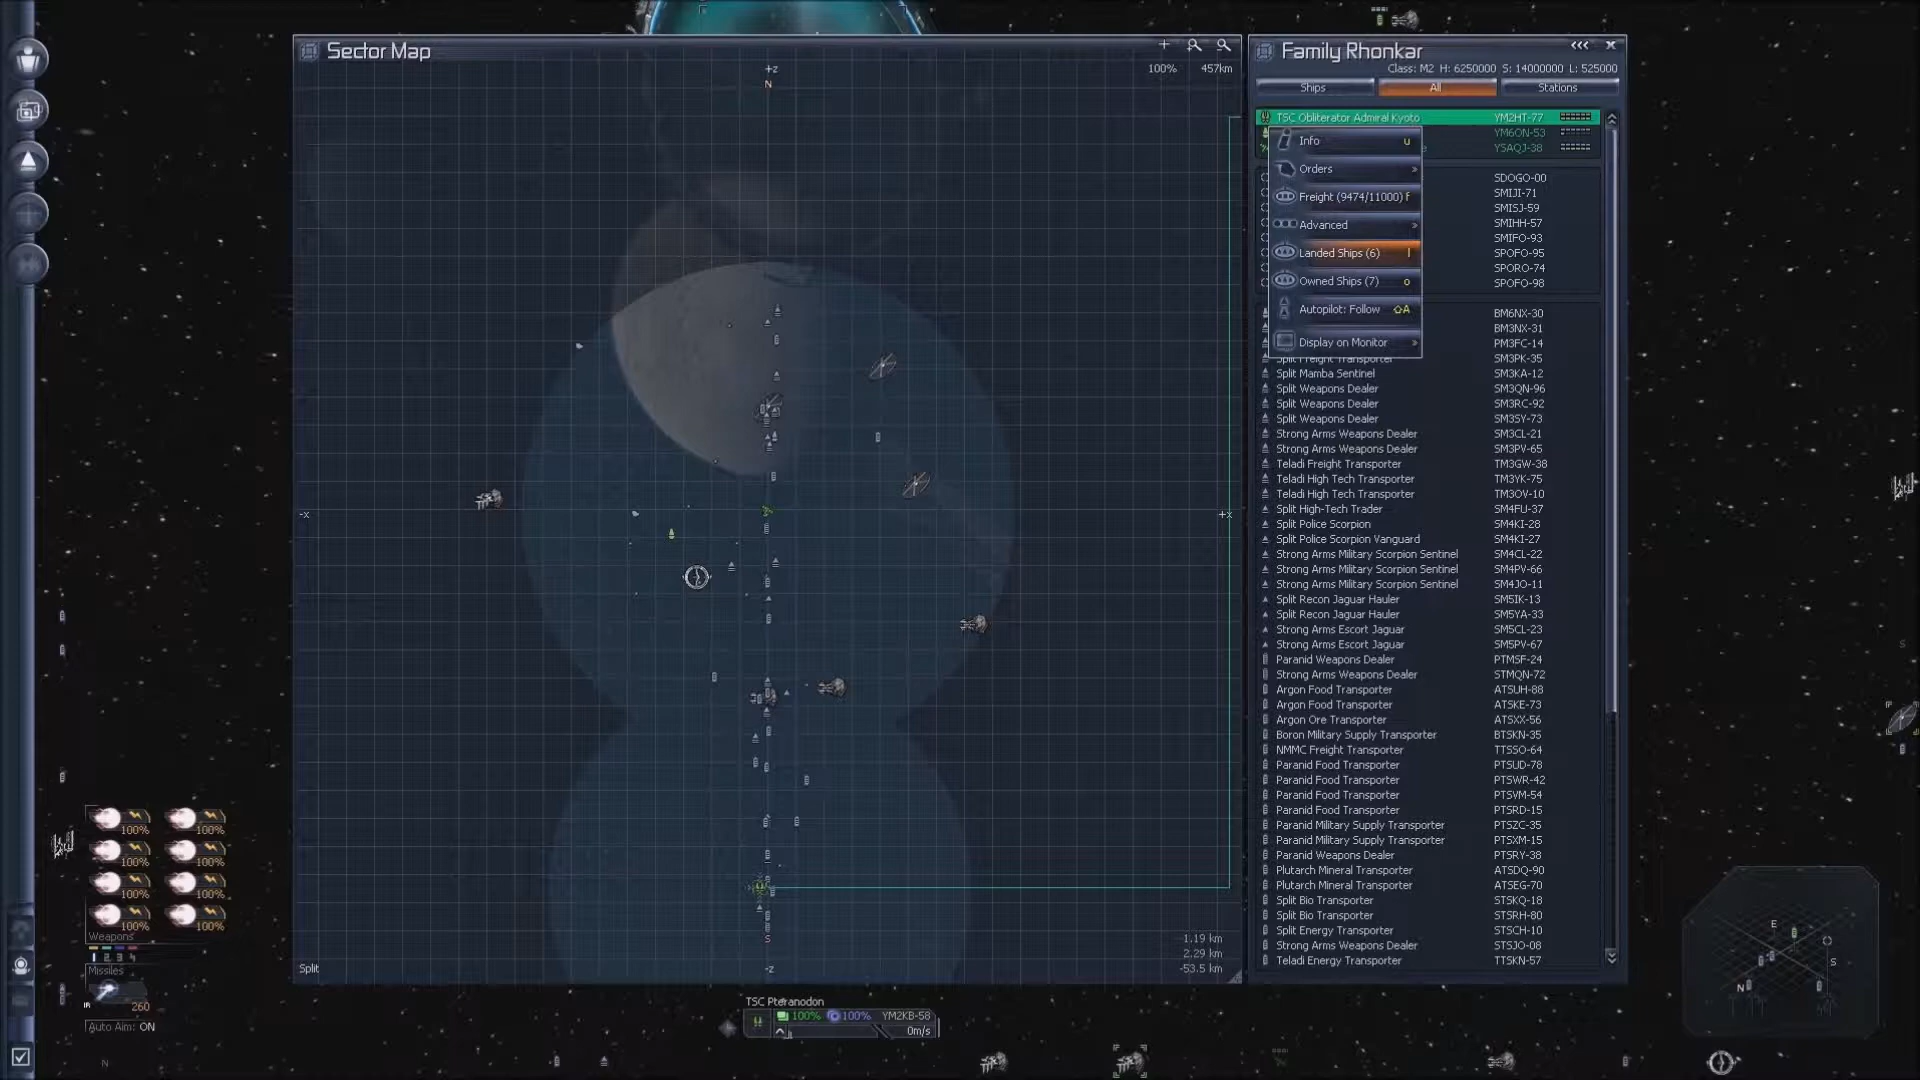 Sector Map
100%
457km
+z
N
-x
+x
S
-z
Split
1.19 km
2.29 km
-53.5 km
Family Rhonkar
Class: M2 H: 6250000 S: 14000000 L: 525000
Ships
All
Stations
TSC Obliterator Admiral Kyoto YM2HT-77
YM6ON-53
YSAQJ-38
Info u
Orders »
Freight (9474/11000) f
Advanced »
Landed Ships (6) l
Owned Ships (7) o
Autopilot: Follow ⇧A
Display on Monitor »
SDOGO-00
SMIJI-71
SMISJ-59
SMIHH-57
SMIFO-93
SPOFO-95
SPORO-74
SPOFO-98
BM6NX-30
BM3NX-31
PM3FC-14
Split Freight Transporter SM3PK-35
Split Mamba Sentinel SM3KA-12
Split Weapons Dealer SM3QN-96
Split Weapons Dealer SM3RC-92
Split Weapons Dealer SM3SY-73
Strong Arms Weapons Dealer SM3CL-21
Strong Arms Weapons Dealer SM3PV-65
Teladi Freight Transporter TM3GW-38
Teladi High Tech Transporter TM3YK-75
Teladi High Tech Transporter TM3OV-10
Split High-Tech Trader SM4FU-37
Split Police Scorpion SM4KI-28
Split Police Scorpion Vanguard SM4KI-27
Strong Arms Military Scorpion Sentinel SM4CL-22
Strong Arms Military Scorpion Sentinel SM4PV-66
Strong Arms Military Scorpion Sentinel SM4JO-11
Split Recon Jaguar Hauler SM5IK-13
Split Recon Jaguar Hauler SM5YA-33
Strong Arms Escort Jaguar SM5CL-23
Strong Arms Escort Jaguar SM5PV-67
Paranid Weapons Dealer PTMSF-24
Strong Arms Weapons Dealer STMQN-72
Argon Food Transporter ATSUH-88
Argon Food Transporter ATSKE-73
Argon Ore Transporter ATSXX-56
Boron Military Supply Transporter BTSKN-35
NMMC Freight Transporter TTSSO-64
Paranid Food Transporter PTSUD-78
Paranid Food Transporter PTSWR-42
Paranid Food Transporter PTSVM-54
Paranid Food Transporter PTSRD-15
Paranid Military Supply Transporter PTSZC-35
Paranid Military Supply Transporter PTSXM-15
Paranid Weapons Dealer PTSRY-38
Plutarch Mineral Transporter ATSDQ-90
Plutarch Mineral Transporter ATSEG-70
Split Bio Transporter STSKQ-18
Split Bio Transporter STSRH-80
Split Energy Transporter STSCH-10
Strong Arms Weapons Dealer STSJO-08
Teladi Energy Transporter TTSKN-57
100% 100%
100% 100%
100% 100%
100% 100%
Weapons
1 2 3 4
Missiles
IR 260
Auto Aim: ON
N
TSC Pteranodon
100% 100% YM2KB-58
0m/s
E
S
N